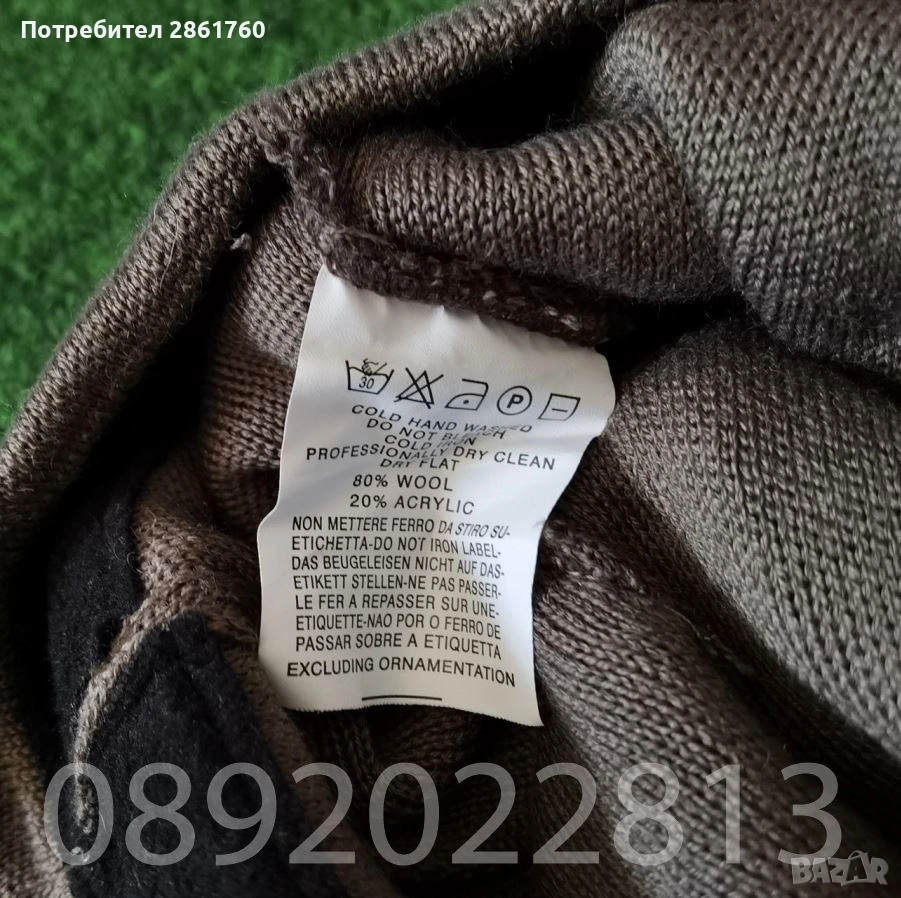 Потребител 2861760
30
P
COLD HAND WASHED
DO NOT BLEACH
COLD IRON
PROFESSIONALLY DRY CLEAN
DRY FLAT
80% WOOL
20% ACRYLIC
NON METTERE FERRO DA STIRO SU-
ETICHETTA-DO NOT IRON LABEL-
DAS BEUGELEISEN NICHT AUF DAS-
ETIKETT STELLEN-NE PAS PASSER-
LE FER A REPASSER SUR UNE-
ETIQUETTE-NAO POR O FERRO DE
PASSAR SOBRE A ETIQUETTA
EXCLUDING ORNAMENTATION
0892022813
BAZAR